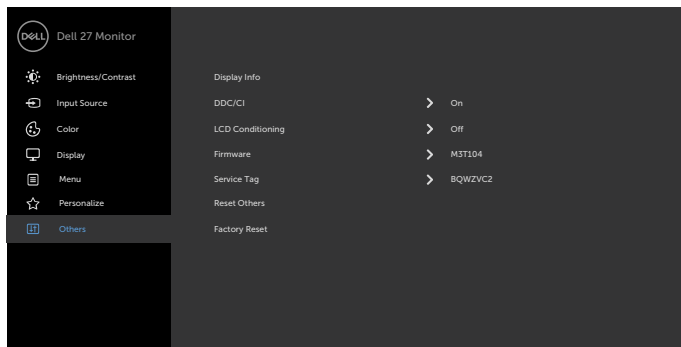 DELL Dell 27 Monitor
Brightness/Contrast Display Info
Input Source DDC/CI On
Color LCD Conditioning Off
Display Firmware M3T104
Menu Service Tag BQWZVC2
Personalize Reset Others
Others Factory Reset